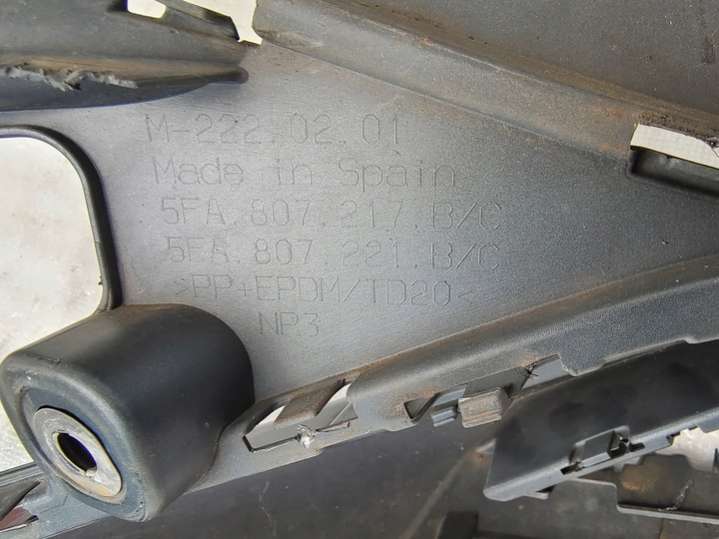 M-222.02.01
Made in Spain
5FA.807.217.B/C
5FA.807.221.B/C
>PP+EPDM/TD20<
NP3